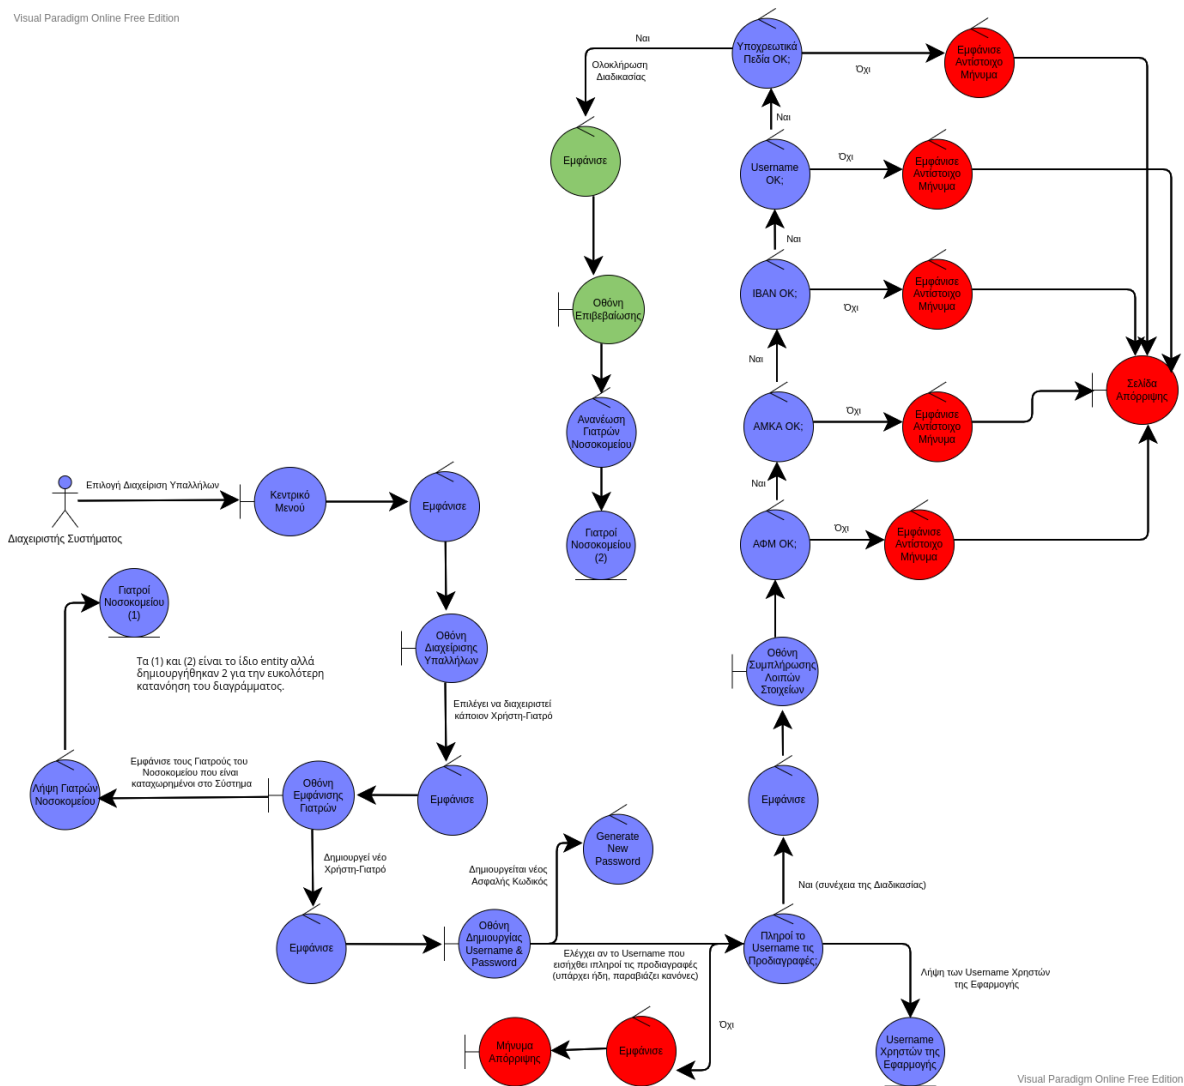 Visual Paradigm Online Free Edition
Ναι
Υποχρεωτικά
Πεδία OK;
Όχι
Εμφάνισε
Αντίστοιχο
Μήνυμα
Ολοκλήρωση
Διαδικασίας
Ναι
Εμφάνισε
Username
OK;
Όχι
Εμφάνισε
Αντίστοιχο
Μήνυμα
Ναι
Οθόνη
Επιβεβαίωσης
IBAN OK;
Όχι
Εμφάνισε
Αντίστοιχο
Μήνυμα
Ναι
Σελίδα
Απόρριψης
Ανανέωση
Γιατρών
Νοσοκομείου
ΑΜΚΑ OK;
Όχι
Εμφάνισε
Αντίστοιχο
Μήνυμα
Ναι
Επιλογή Διαχείριση Υπαλλήλων
Διαχειριστής Συστήματος
Κεντρικό
Μενού
Εμφάνισε
Γιατροί
Νοσοκομείου
(2)
ΑΦΜ OK;
Όχι
Εμφάνισε
Αντίστοιχο
Μήνυμα
Γιατροί
Νοσοκομείου
(1)
Τα (1) και (2) είναι το ίδιο entity αλλά
δημιουργήθηκαν 2 για την ευκολότερη
κατανόηση του διαγράμματος.
Οθόνη
Διαχείρισης
Υπαλλήλων
Οθόνη
Συμπλήρωσης
Λοιπών
Στοιχείων
Επιλέγει να διαχειριστεί
κάποιον Χρήστη-Γιατρό
Λήψη Γιατρών
Νοσοκομείου
Εμφάνισε τους Γιατρούς του
Νοσοκομείου που είναι
καταχωρημένοι στο Σύστημα
Οθόνη
Εμφάνισης
Γιατρών
Εμφάνισε
Εμφάνισε
Generate
New
Password
Δημιουργεί νέο
Χρήστη-Γιατρό
Δημιουργείται νέος
Ασφαλής Κωδικός
Ναι (συνέχεια της Διαδικασίας)
Εμφάνισε
Οθόνη
Δημιουργίας
Username &
Password
Ελέγχει αν το Username που
εισήχθει ιπληροί τις προδιαγραφές
(υπάρχει ήδη, παραβιάζει κανόνες)
Πληροί το
Username τις
Προδιαγραφές;
Λήψη των Username Χρηστών
της Εφαρμογής
Όχι
Μήνυμα
Απόρριψης
Εμφάνισε
Username
Χρηστών της
Εφαρμογής
Visual Paradigm Online Free Edition